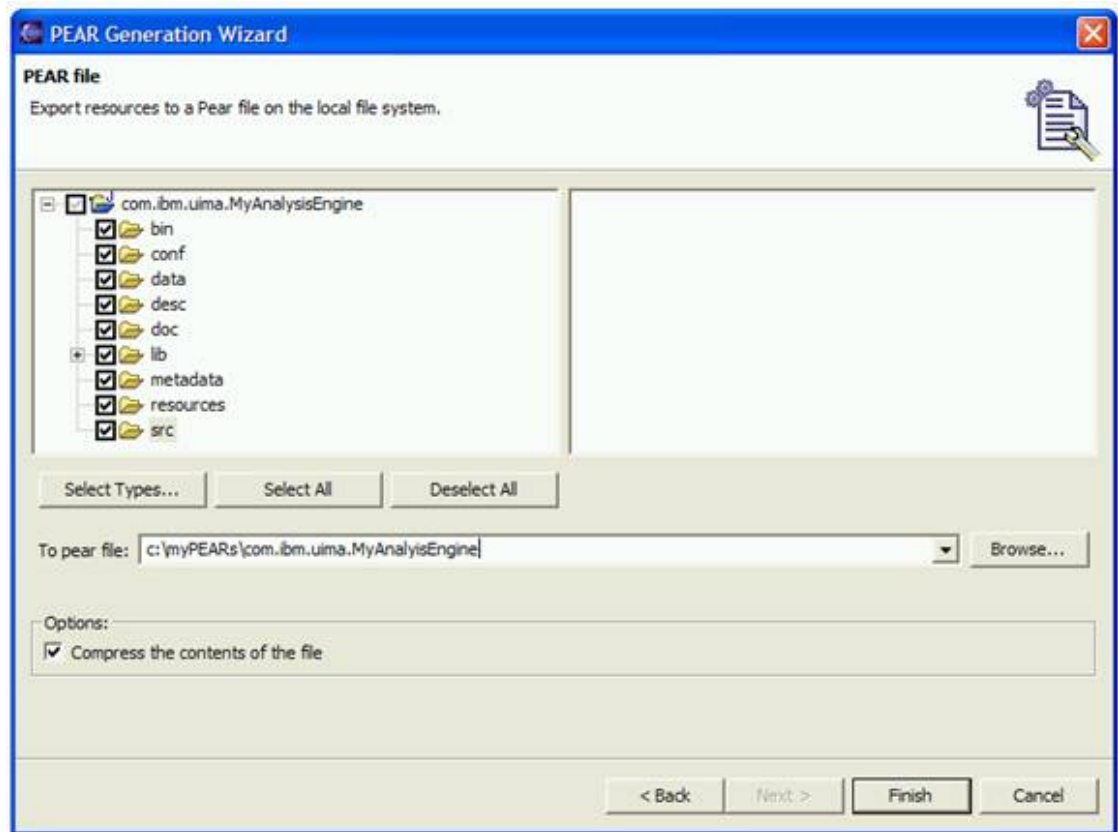 PEAR Generation Wizard
PEAR file
Export resources to a Pear file on the local file system.
com.ibm.uima.MyAnalysisEngine
bin
conf
data
desc
doc
lib
metadata
resources
src
Select Types...
Select All
Deselect All
To pear file: c:\myPEARs\com.ibm.uima.MyAnalyisEngine
Browse...
Options:
Compress the contents of the file
< Back
Next >
Finish
Cancel